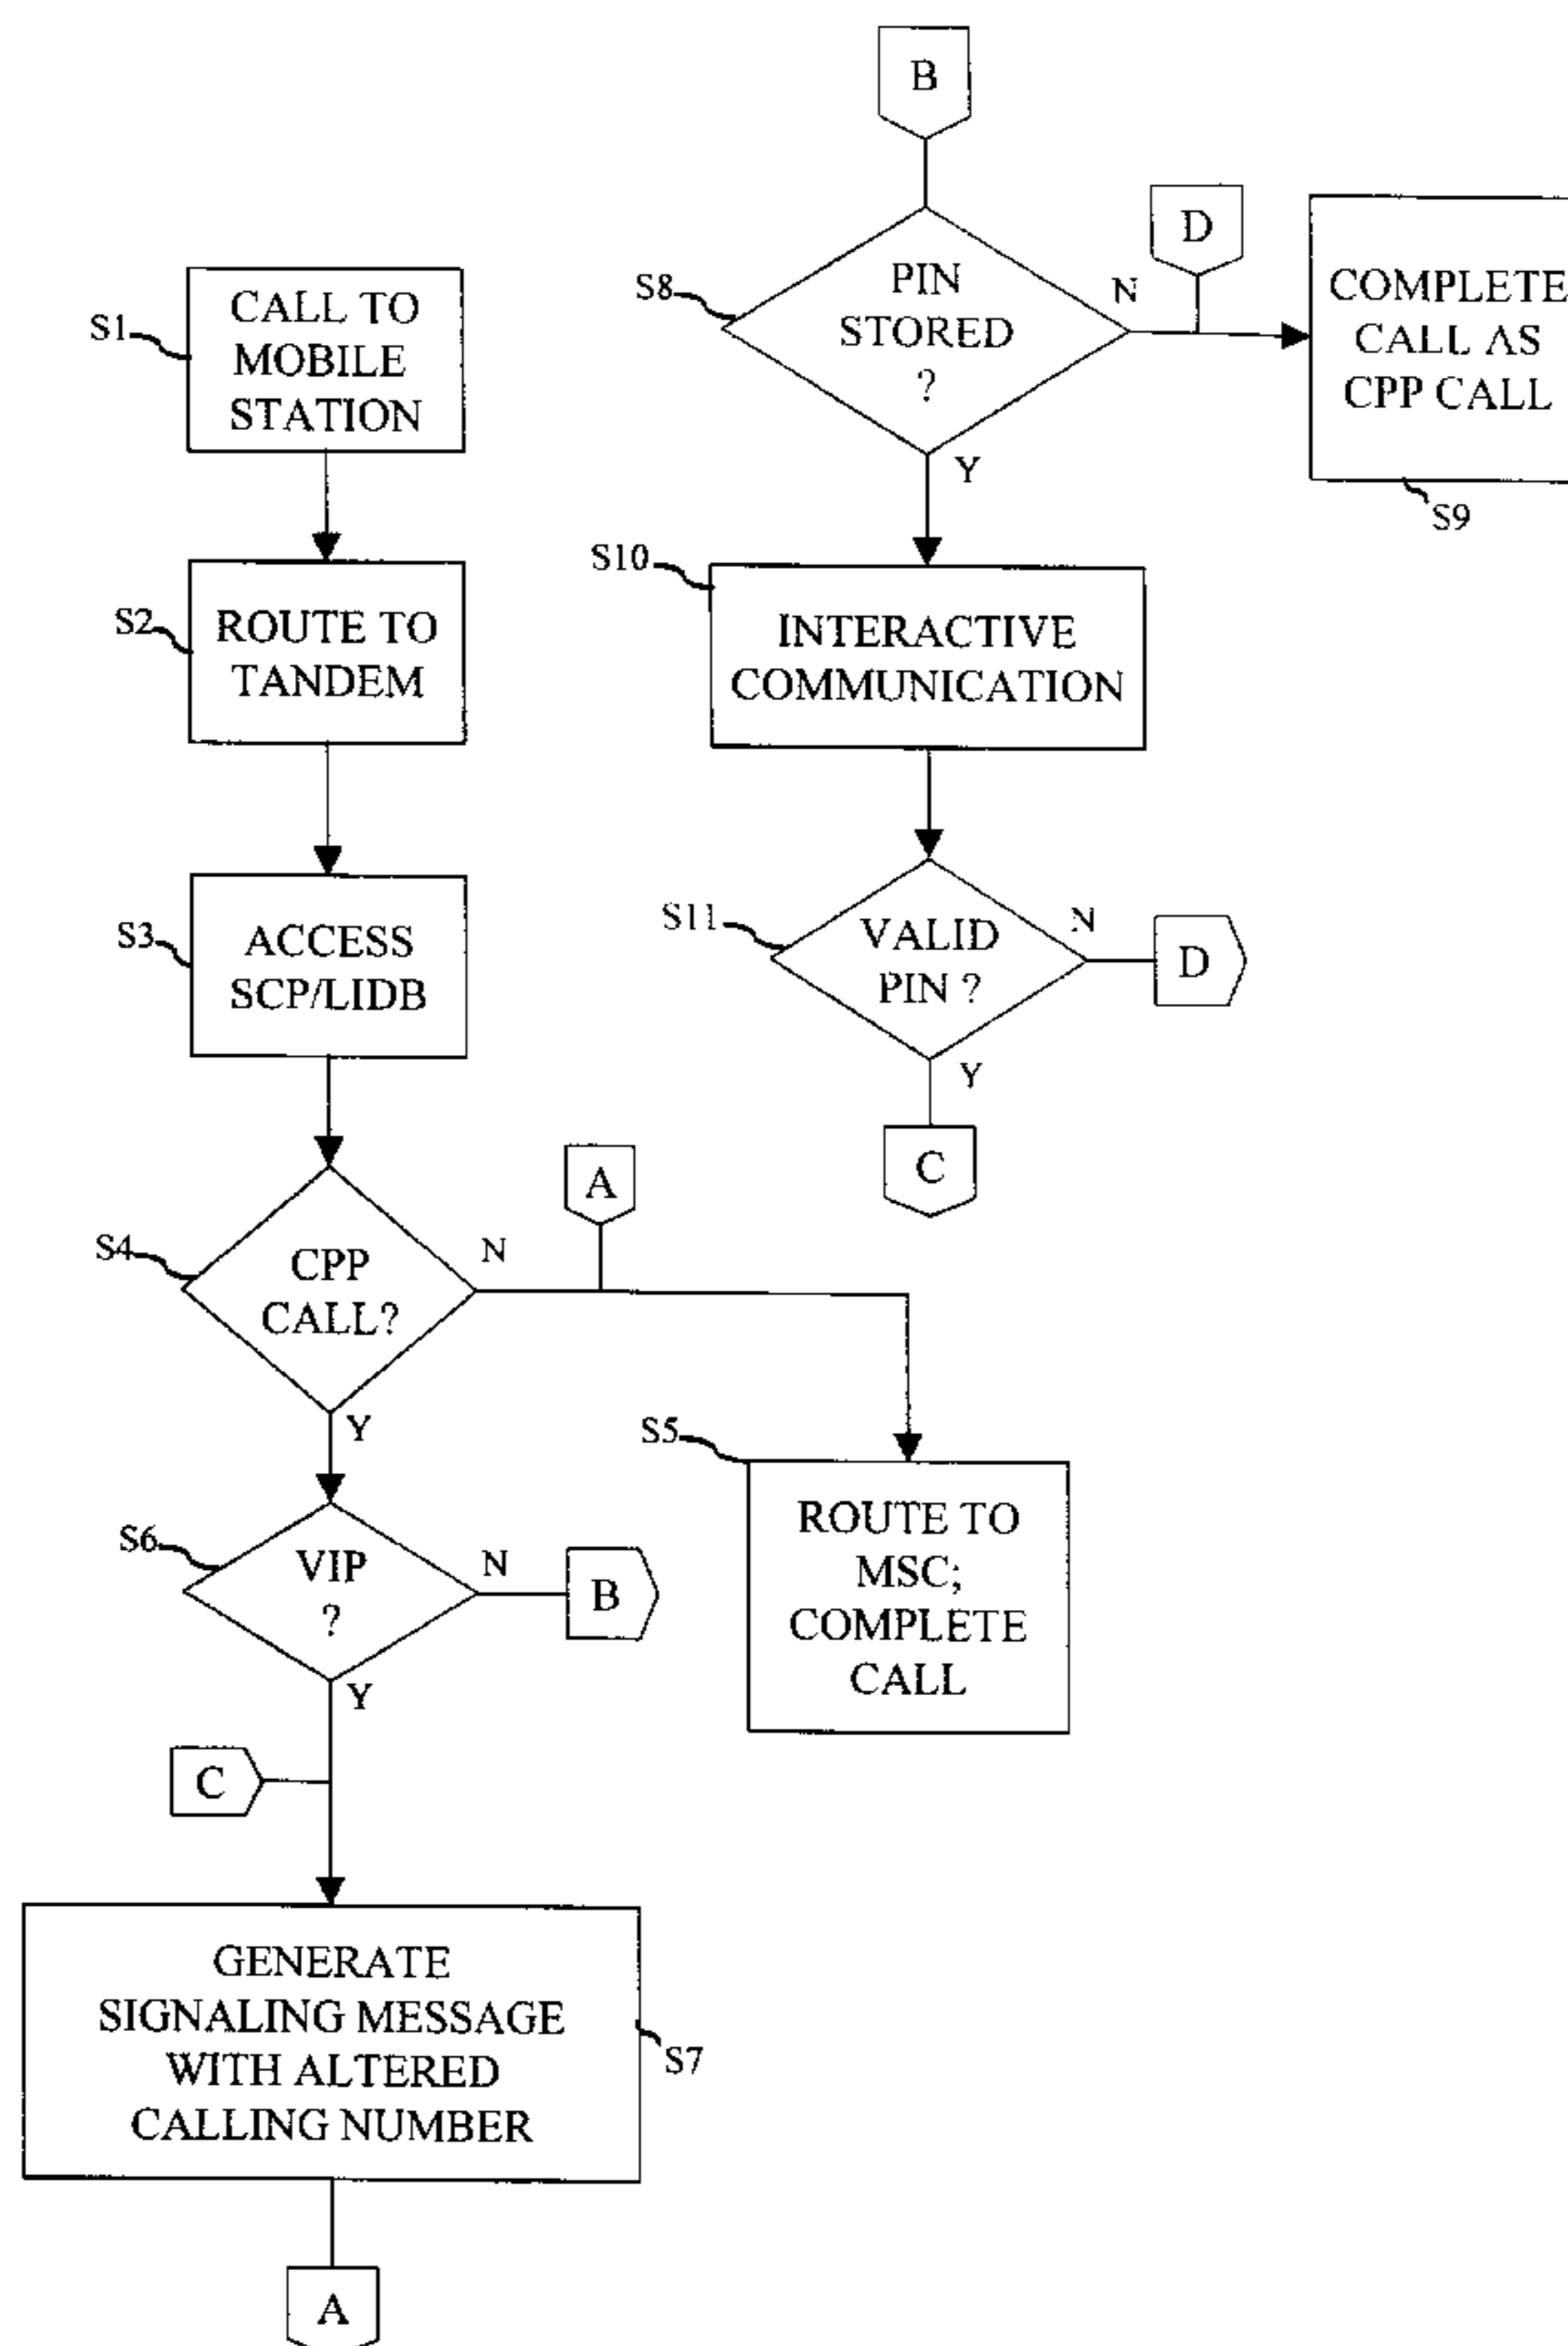 S1
CALL TO
MOBILE
STATION
S2
ROUTE TO
TANDEM
S3
ACCESS
SCP/LIDB
S4
CPP
CALL?
N
A
Y
S5
ROUTE TO
MSC;
COMPLETE
CALL
S6
VIP
?
N
B
Y
C
GENERATE
SIGNALING MESSAGE
WITH ALTERED
CALLING NUMBER
S7
A
B
S8
PIN
STORED
?
N
D
COMPLETE
CALL AS
CPP CALL
S9
Y
S10
INTERACTIVE
COMMUNICATION
S11
VALID
PIN ?
N
D
Y
C